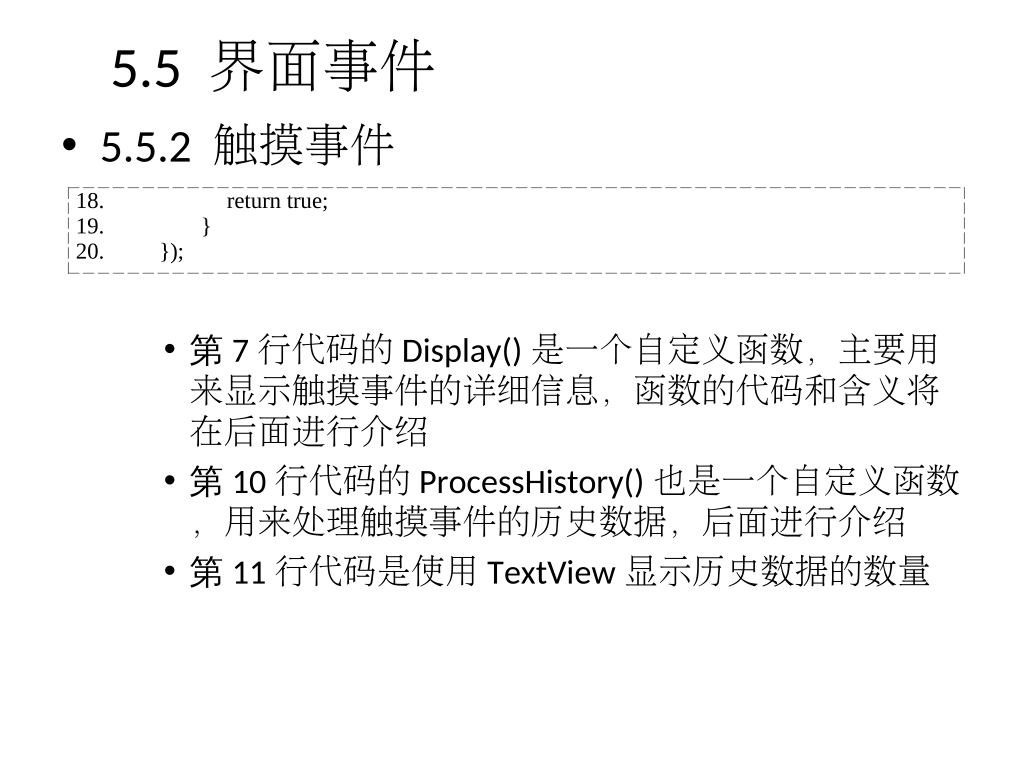 5.5 界面事件
• 5.5.2 触摸事件
18. return true;
19. }
20. });
• 第 7 行代码的 Display() 是一个自定义函数，主要用
来显示触摸事件的详细信息，函数的代码和含义将
在后面进行介绍
• 第 10 行代码的 ProcessHistory() 也是一个自定义函数
，用来处理触摸事件的历史数据，后面进行介绍
• 第 11 行代码是使用 TextView 显示历史数据的数量